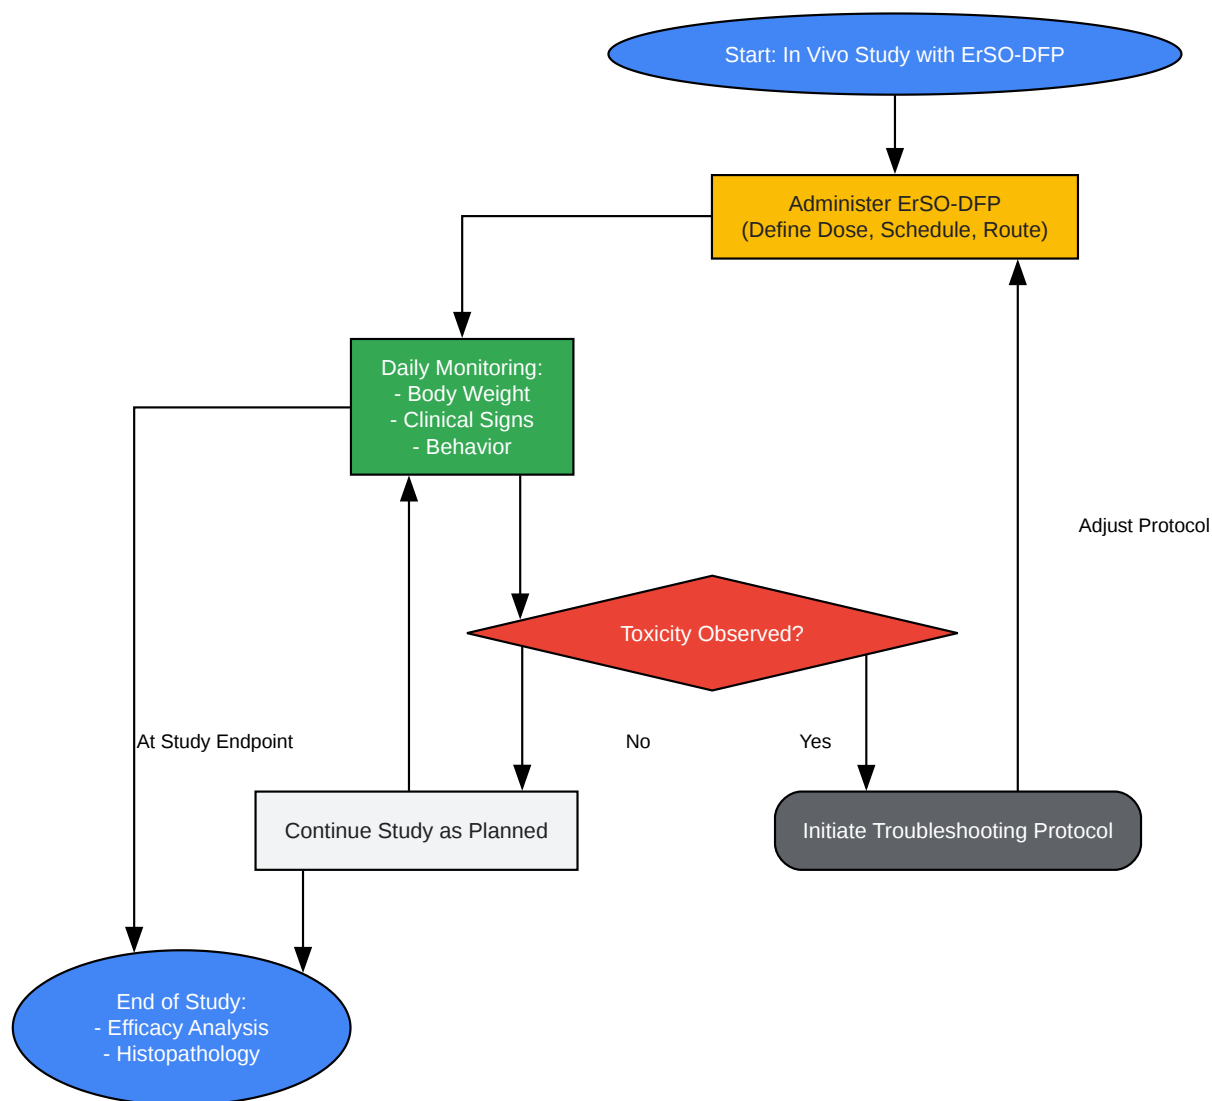 Start: In Vivo Study with ErSO-DFP
Administer ErSO-DFP
(Define Dose, Schedule, Route)
Daily Monitoring:
- Body Weight
- Clinical Signs
- Behavior
Adjust Protocol
Toxicity Observed?
At Study Endpoint
No
Yes
Continue Study as Planned
Initiate Troubleshooting Protocol
End of Study:
- Efficacy Analysis
- Histopathology